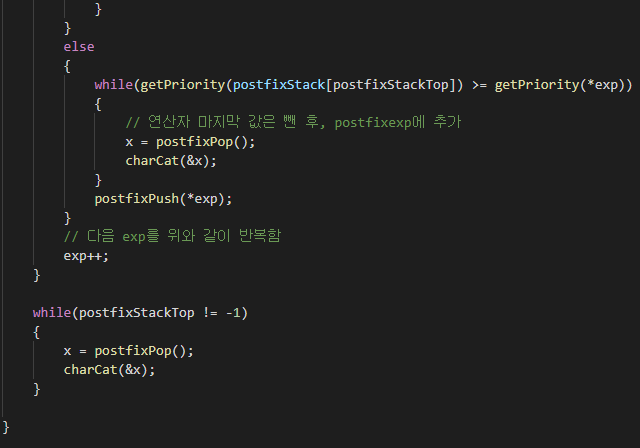 }
}
else
{
while(getPriority(postfixStack[postfixStackTop]) >= getPriority(*exp))
{
// 연산자 마지막 값은 뺀 후, postfixexp에 추가
x = postfixPop();
charCat(&x);
}
postfixPush(*exp);
}
// 다음 exp를 위와 같이 반복함
exp++;
}
while(postfixStackTop != -1)
{
x = postfixPop();
charCat(&x);
}
}